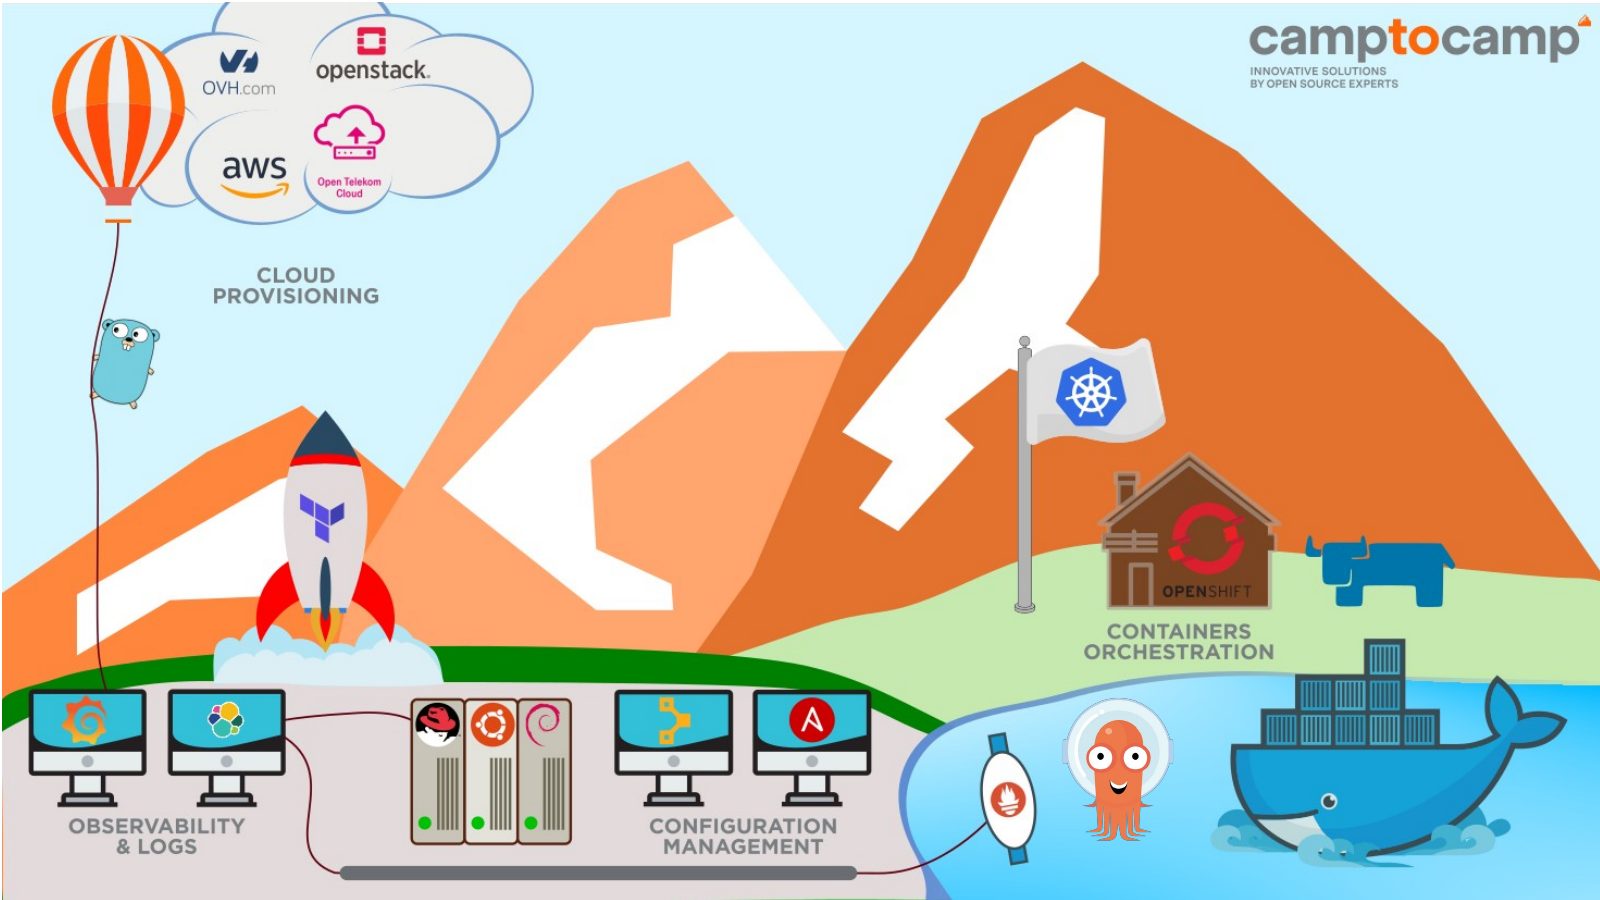 camptocamp
INNOVATIVE SOLUTIONS
BY OPEN SOURCE EXPERTS
OVH.com
openstack.
aws
Open Telekom
Cloud
CLOUD
PROVISIONING
OPENSHIFT
CONTAINERS
ORCHESTRATION
OBSERVABILITY
& LOGS
CONFIGURATION
MANAGEMENT